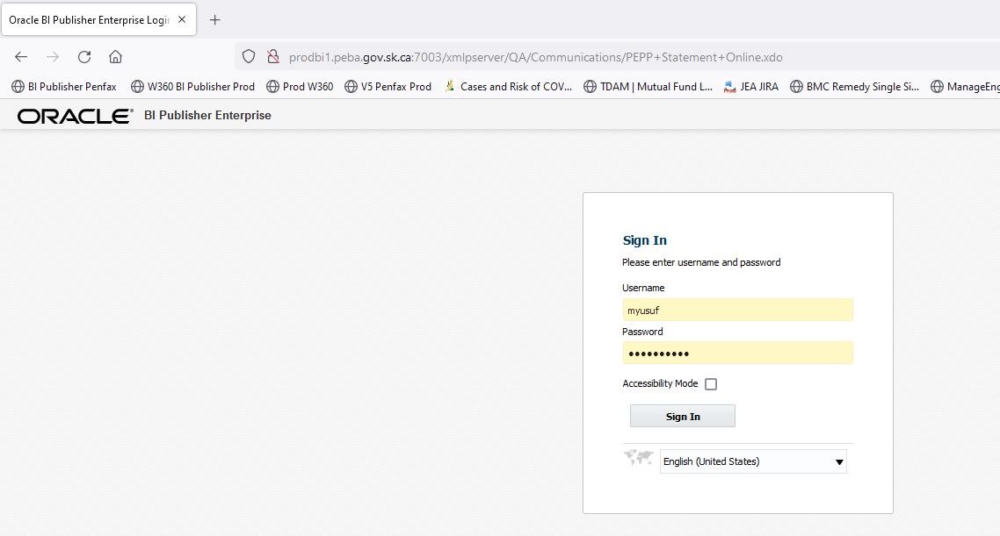 Oracle BI Publisher Enterprise Login
prodbi1.peba.gov.sk.ca:7003/xmlpserver/QA/Communications/PEPP+Statement+Online.xdo
BI Publisher Penfax W360 BI Publisher Prod Prod W360 V5 Penfax Prod Cases and Risk of COV... TDAM | Mutual Fund L... Prod JEA JIRA BMC Remedy Single Si... ManageEng
ORACLE® BI Publisher Enterprise
Sign In
Please enter username and password
Username
myusuf
Password
••••••••••
Accessibility Mode
Sign In
English (United States)